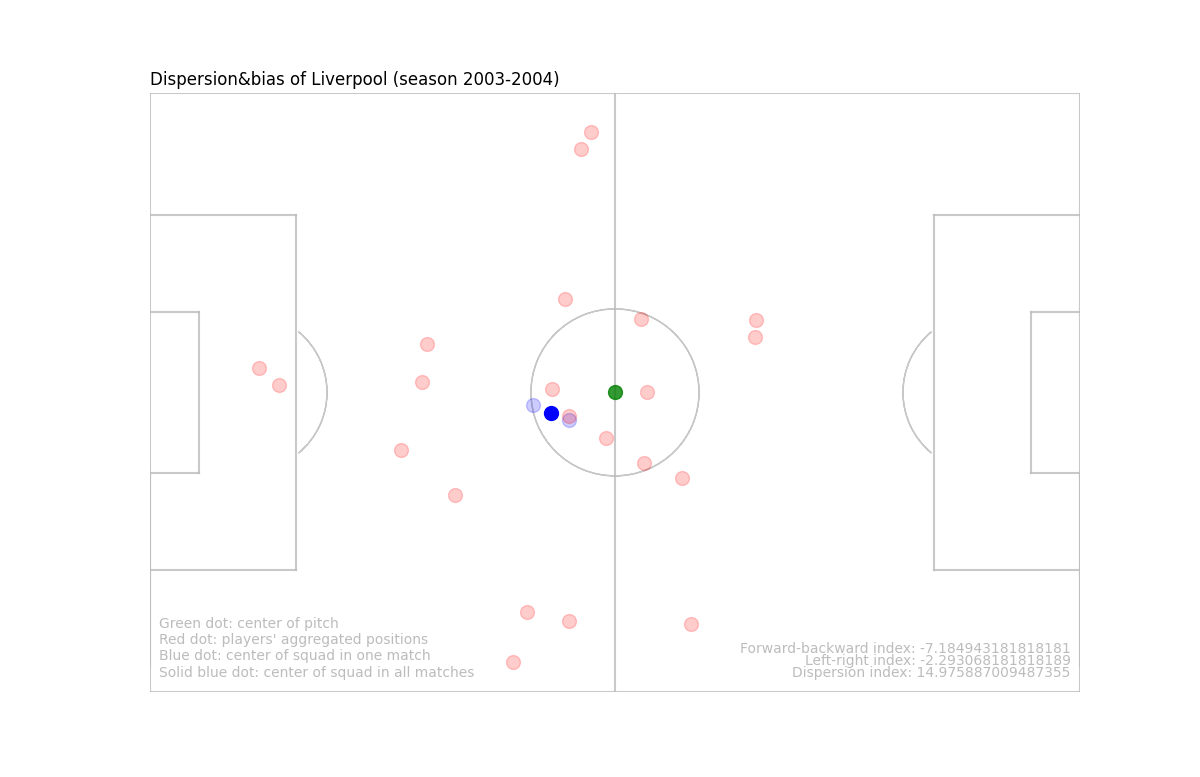 Dispersion&bias of Liverpool (season 2003-2004)
Green dot: center of pitch
Red dot: players' aggregated positions
Blue dot: center of squad in one match
Solid blue dot: center of squad in all matches
Forward-backward index: -7.184943181818181
Left-right index: -2.293068181818189
Dispersion index: 14.975887009487355